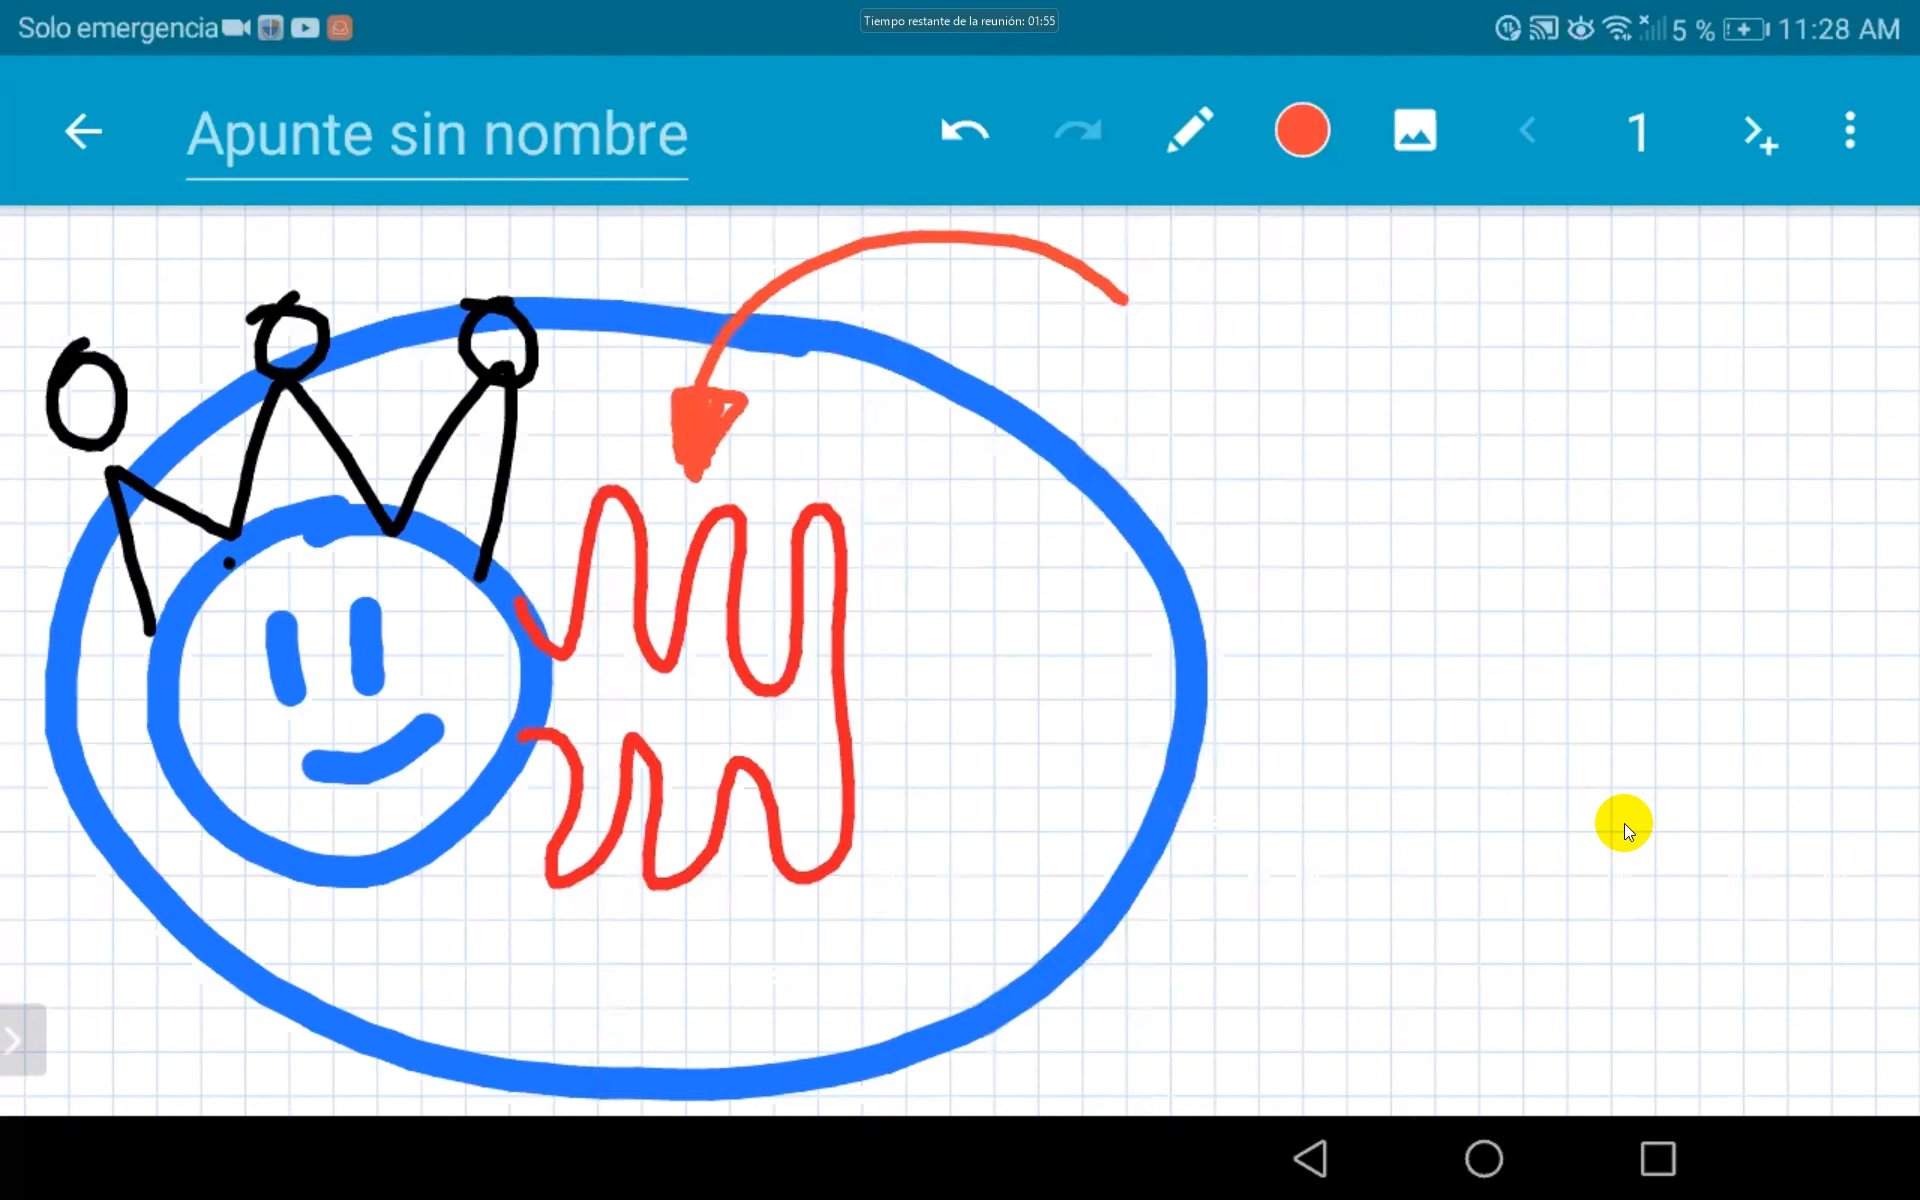 Solo emergencia
Tiempo restante de la reunión: 01:55
5 %
11:28 AM
Apunte sin nombre
1